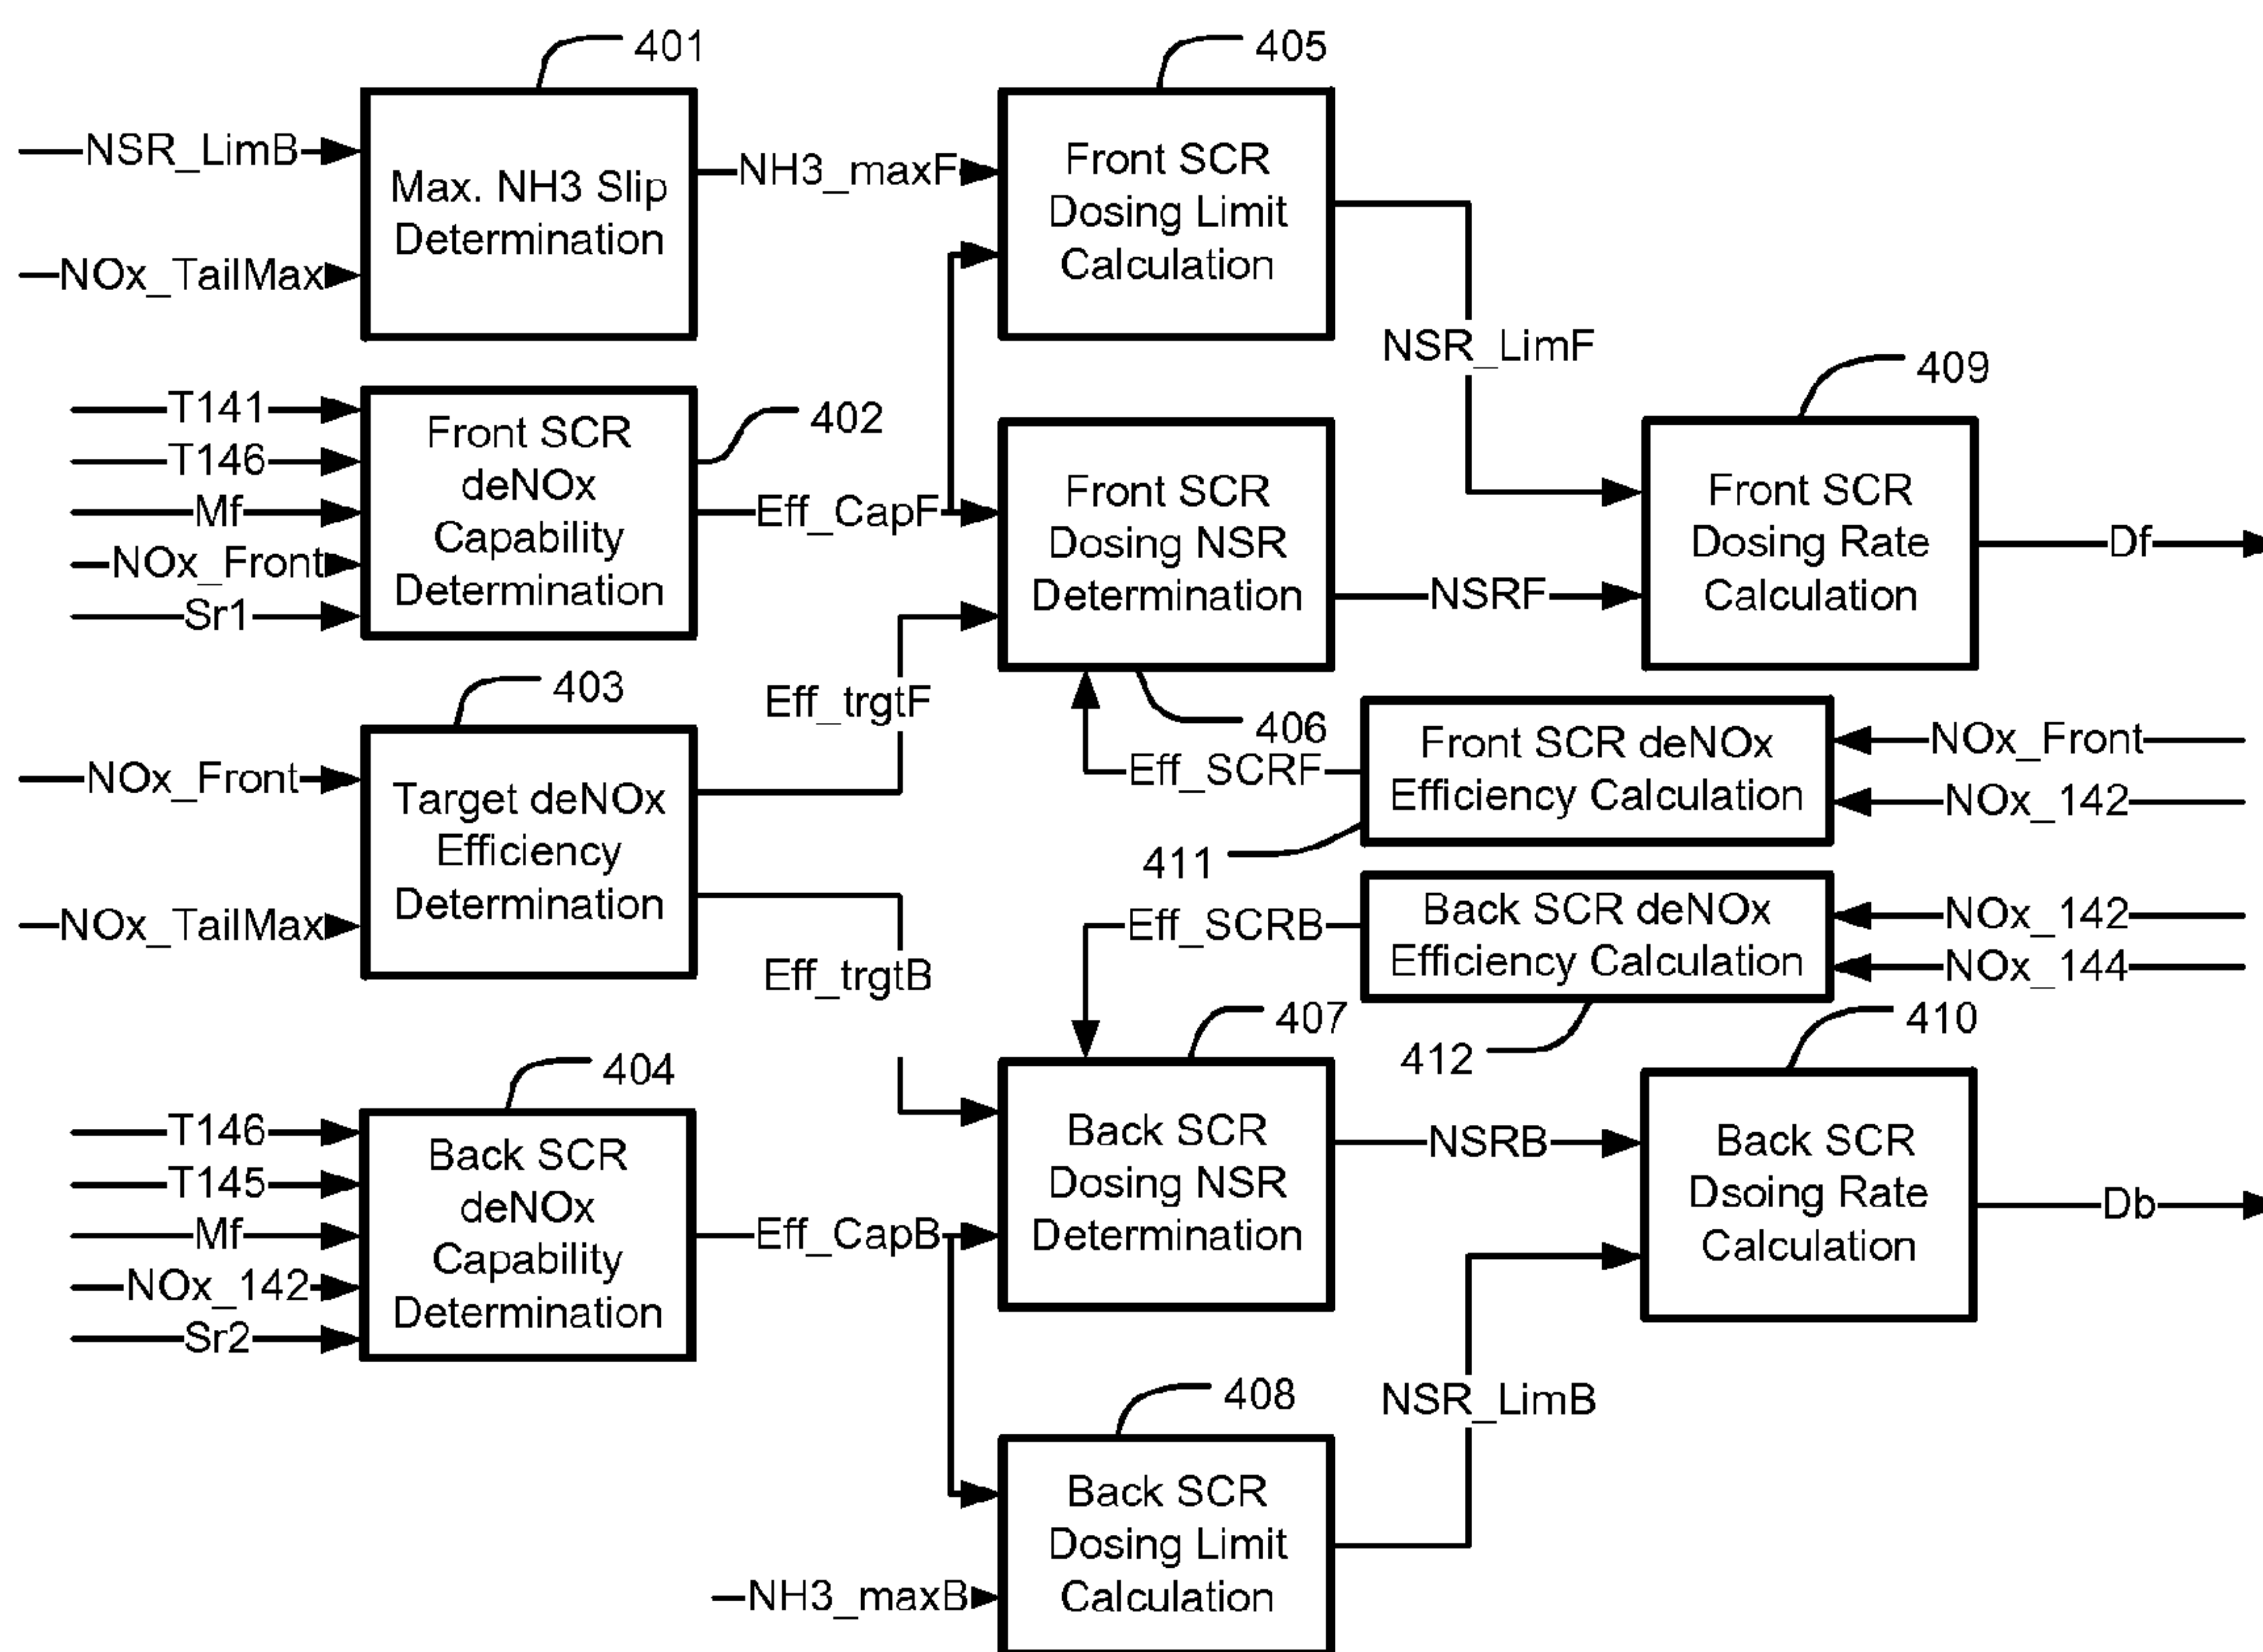 401
405
NSR_LimB
NOx_TailMax
Max. NH3 Slip
Determination
NH3_maxF
Front SCR
Dosing Limit
Calculation
NSR_LimF
T141
T146
Mf
NOx_Front
Sr1
Front SCR
deNOx
Capability
Determination
402
Eff_CapF
Front SCR
Dosing NSR
Determination
NSRF
409
Front SCR
Dosing Rate
Calculation
Df
403
Eff_trgtF
406
NOx_Front
NOx_TailMax
Target deNOx
Efficiency
Determination
Eff_SCRF
Front SCR deNOx
Efficiency Calculation
NOx_Front
NOx_142
411
Eff_SCRB
Back SCR deNOx
Efficiency Calculation
NOx_142
NOx_144
Eff_trgtB
407
412
410
404
T146
T145
Mf
NOx_142
Sr2
Back SCR
deNOx
Capability
Determination
Eff_CapB
Back SCR
Dosing NSR
Determination
NSRB
Back SCR
Dsoing Rate
Calculation
Db
408
NSR_LimB
Back SCR
Dosing Limit
Calculation
NH3_maxB